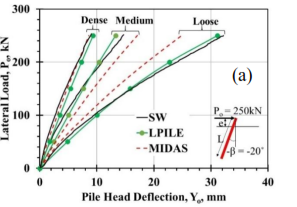 300
Dense
Medium
Loose
250
200
(a)
150
SW
LPILE
MIDAS
100
Pₒ = 250kN
e
L
-β = -20°
50
0
0 10 20 30 40
Lateral Load, Pₒ, kN
Pile Head Deflection, Yₒ, mm